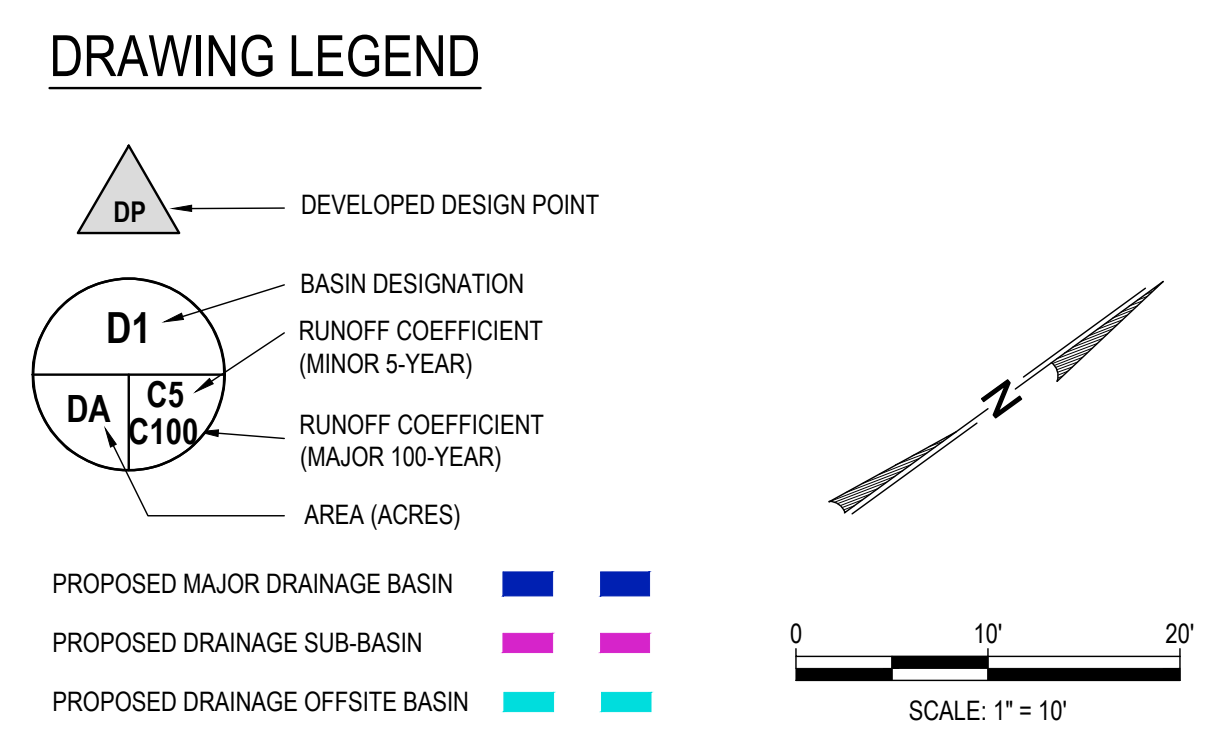 DRAWING LEGEND
DP
DEVELOPED DESIGN POINT
D1
BASIN DESIGNATION
RUNOFF COEFFICIENT
(MINOR 5-YEAR)
DA
C5
C100
RUNOFF COEFFICIENT
(MAJOR 100-YEAR)
AREA (ACRES)
N
PROPOSED MAJOR DRAINAGE BASIN
PROPOSED DRAINAGE SUB-BASIN
PROPOSED DRAINAGE OFFSITE BASIN
0 10' 20'
SCALE: 1" = 10'